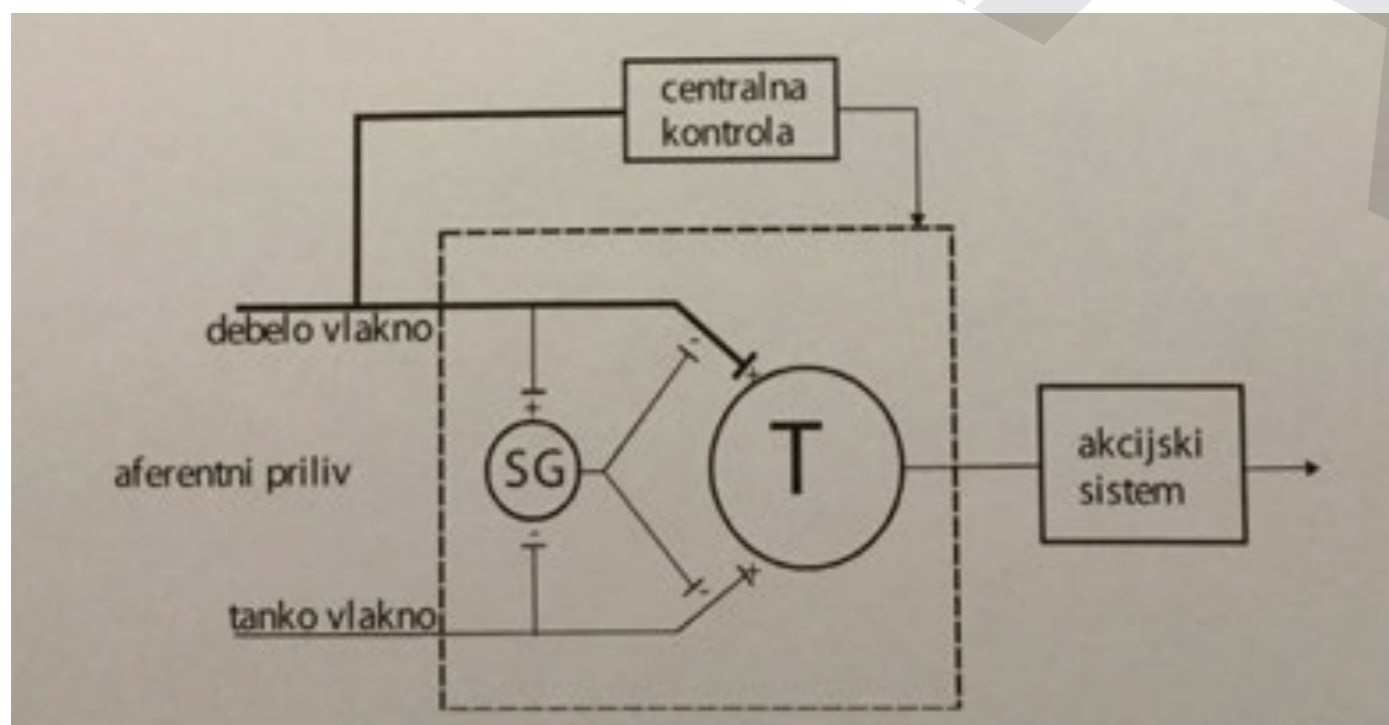 centralna
kontrola
debelo vlakno
+
-
+
SG
T
aferentni priliv
akcijski
sistem
-
-
+
tanko vlakno